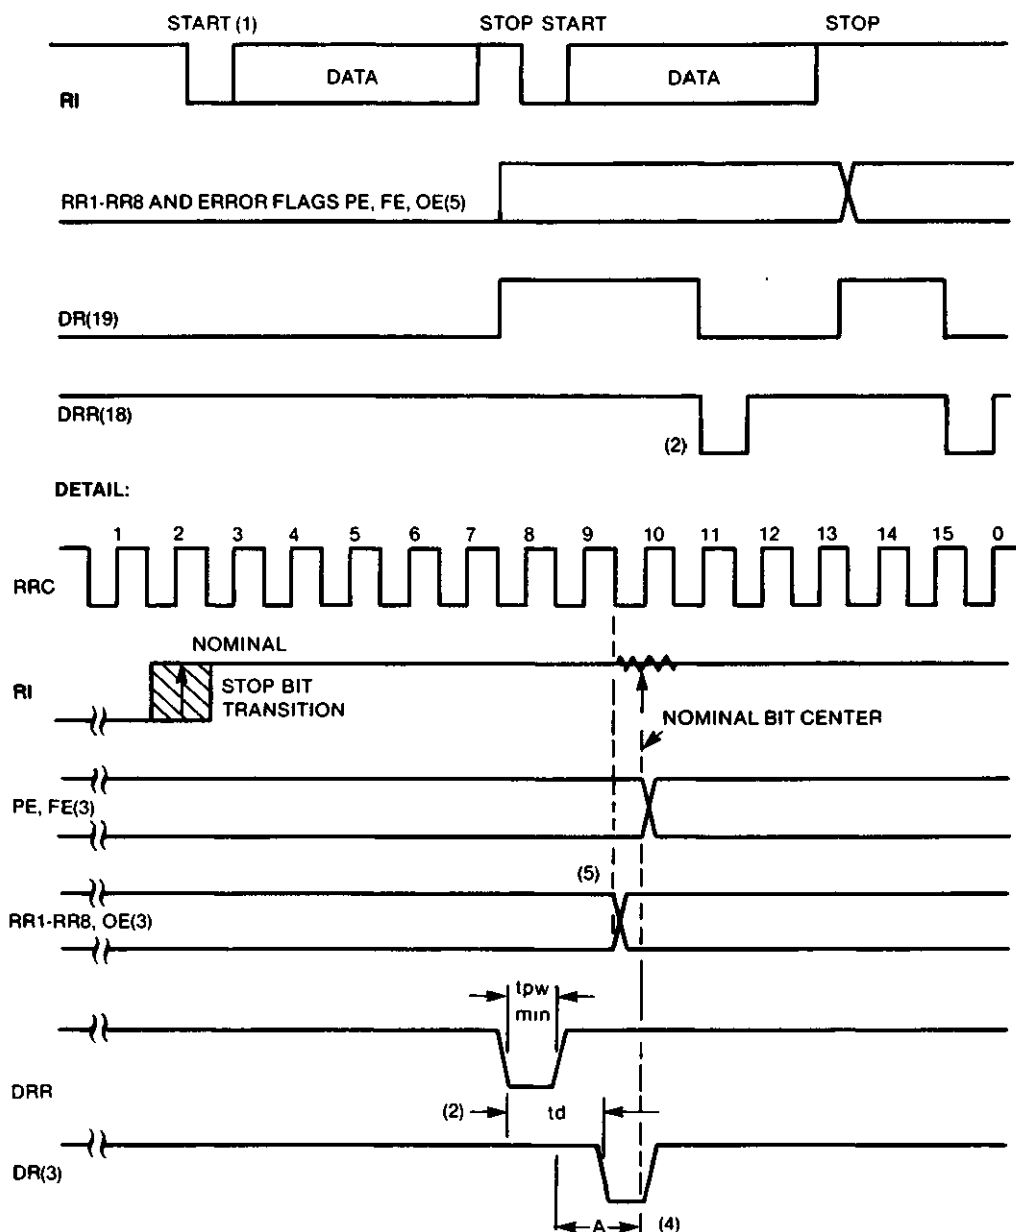 START (1) STOP START STOP
DATA DATA
RI
RR1-RR8 AND ERROR FLAGS PE, FE, OE(5)
DR(19)
DRR(18)
(2)
DETAIL:
1 2 3 4 5 6 7 8 9 10 11 12 13 14 15 0
RRC
NOMINAL
RI
STOP BIT
TRANSITION
NOMINAL BIT CENTER
PE, FE(3)
(5)
RR1-RR8, OE(3)
tpw
min
DRR
(2) td
DR(3)
A (4)